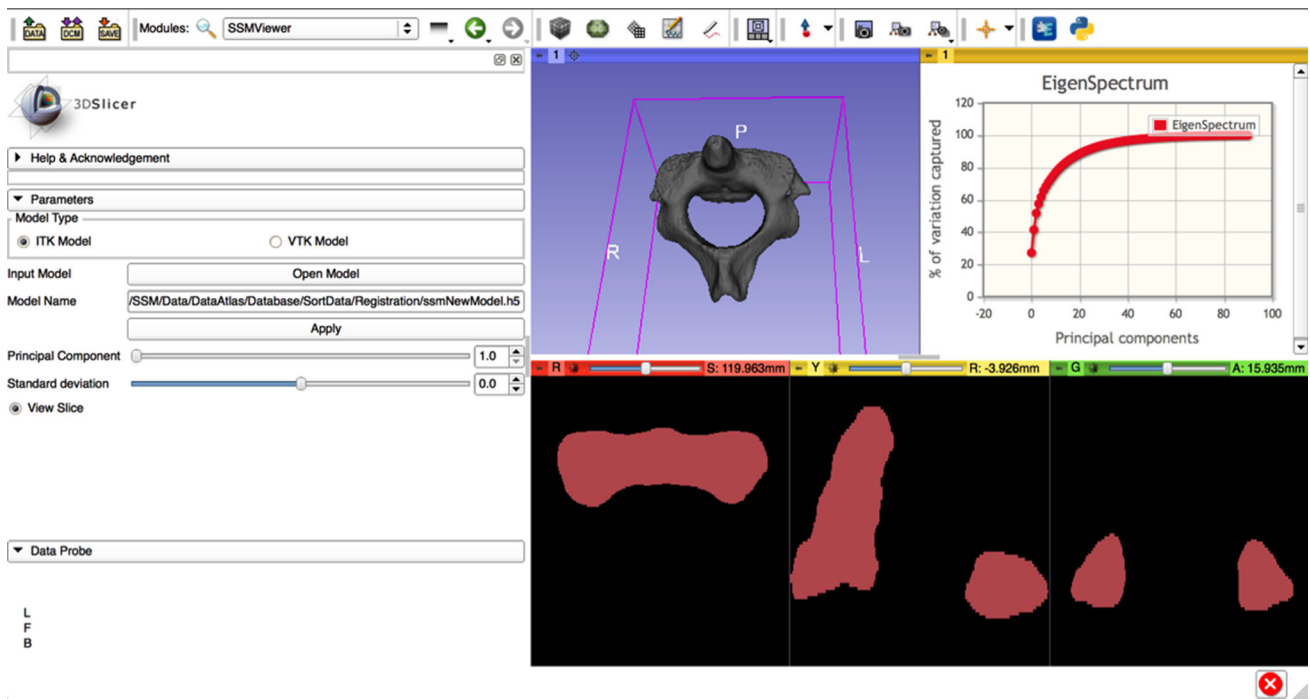 DATA DCM SAVE Modules: SSMViewer
3DSlicer
Help & Acknowledgement
Parameters
Model Type
ITK Model VTK Model
Input Model Open Model
Model Name /SSM/Data/DataAtlas/Database/SortData/Registration/ssmNewModel.h5
Apply
Principal Component 1.0
Standard deviation 0.0
View Slice
Data Probe
L
F
B
1
P
R L
1
EigenSpectrum
EigenSpectrum
% of variation captured
120
100
80
60
40
20
0
-20 0 20 40 60 80 100
Principal components
R S: 119.963mm Y R: -3.926mm G A: 15.935mm